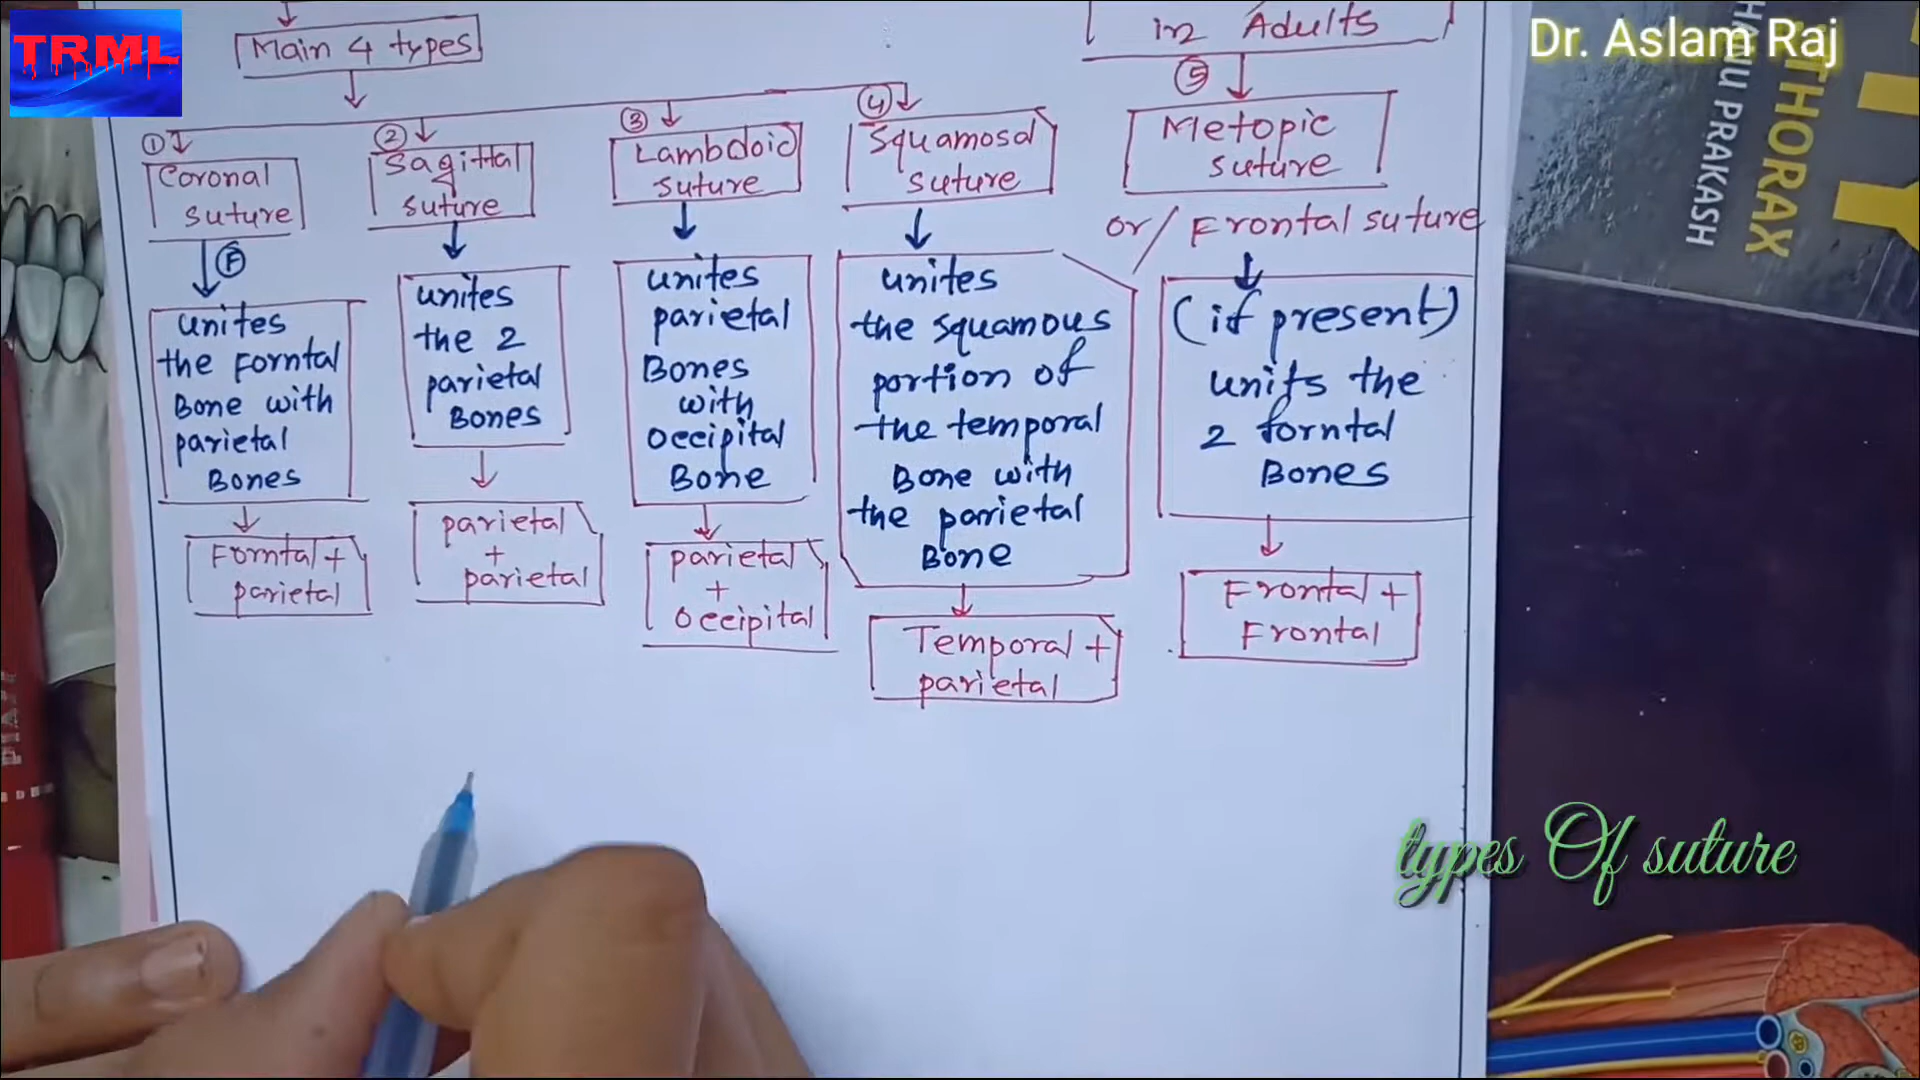 TRML
Dr. Aslam Raj
Main 4 types
in Adults
①
Coronal
suture
②
Sagittal
suture
③
Lambdoid
suture
④
Squamosal
suture
⑤
Metopic
suture
or / Frontal suture
F
unites
the Forntal
Bone with
parietal
Bones
unites
the 2
parietal
Bones
unites
parietal
Bones
with
Occipital
Bone
unites
the squamous
portion of
the temporal
Bone with
the parietal
Bone
(if present)
units the
2 forntal
Bones
Forntal +
parietal
parietal
+
parietal
parietal
+
Occipital
Temporal +
parietal
Frontal +
Frontal
types Of suture
THORAX
PRAKASH